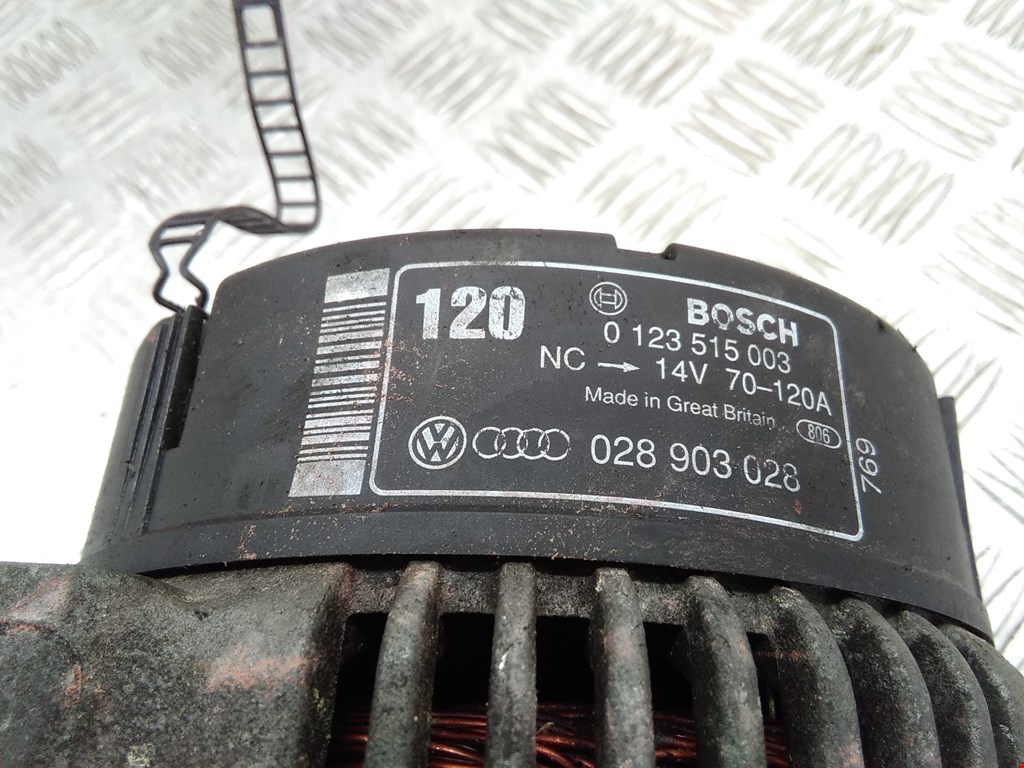 120
BOSCH
0 123 515 003
NC → 14V 70-120A
Made in Great Britain
806
028 903 028
769